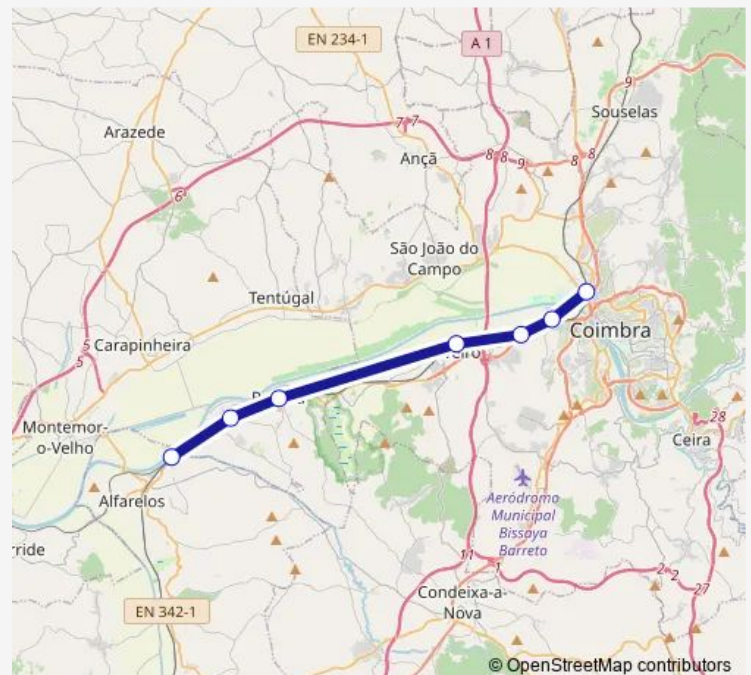 EN 234-1
A 1
Souselas
9
Arazede
7
7
Ançã
8
8
9
8
8
6
São João do
Campo
Tentúgal
Coimbra
Carapinheira
5
5
Montemor-
o-Velho
28
Ceira
Alfarelos
Aeródromo
Municipal
Bissaya
Barreto
11
1
2
2
27
Condeixa-a-
Nova
EN 342-1
© OpenStreetMap contributors